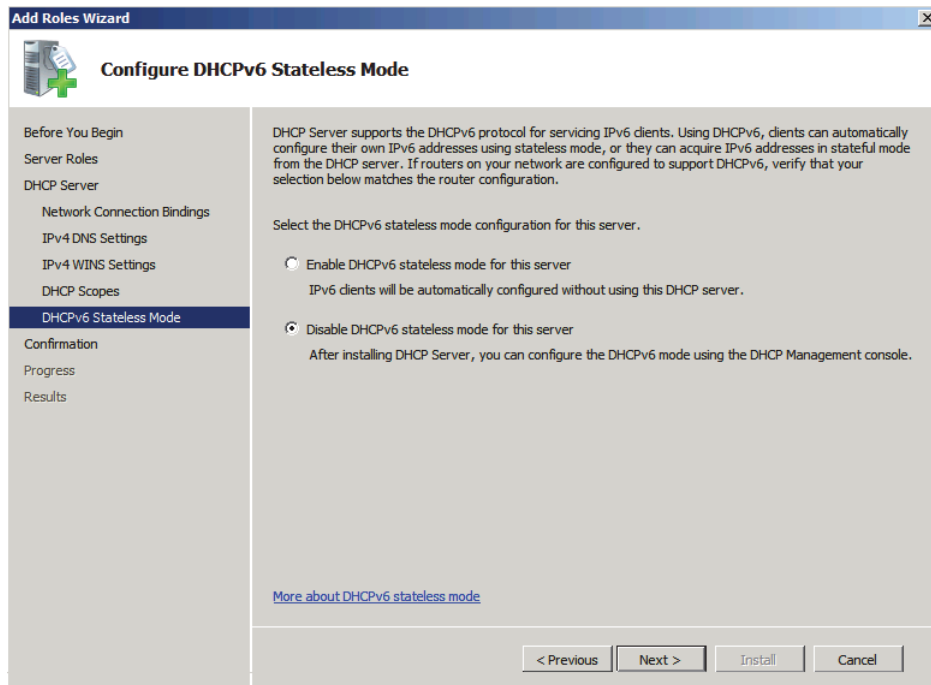 Add Roles Wizard
Configure DHCPv6 Stateless Mode
Before You Begin
Server Roles
DHCP Server
Network Connection Bindings
IPv4 DNS Settings
IPv4 WINS Settings
DHCP Scopes
DHCPv6 Stateless Mode
Confirmation
Progress
Results
DHCP Server supports the DHCPv6 protocol for servicing IPv6 clients. Using DHCPv6, clients can automatically
configure their own IPv6 addresses using stateless mode, or they can acquire IPv6 addresses in stateful mode
from the DHCP server. If routers on your network are configured to support DHCPv6, verify that your
selection below matches the router configuration.
Select the DHCPv6 stateless mode configuration for this server.
Enable DHCPv6 stateless mode for this server
IPv6 clients will be automatically configured without using this DHCP server.
Disable DHCPv6 stateless mode for this server
After installing DHCP Server, you can configure the DHCPv6 mode using the DHCP Management console.
More about DHCPv6 stateless mode
< Previous
Next >
Install
Cancel